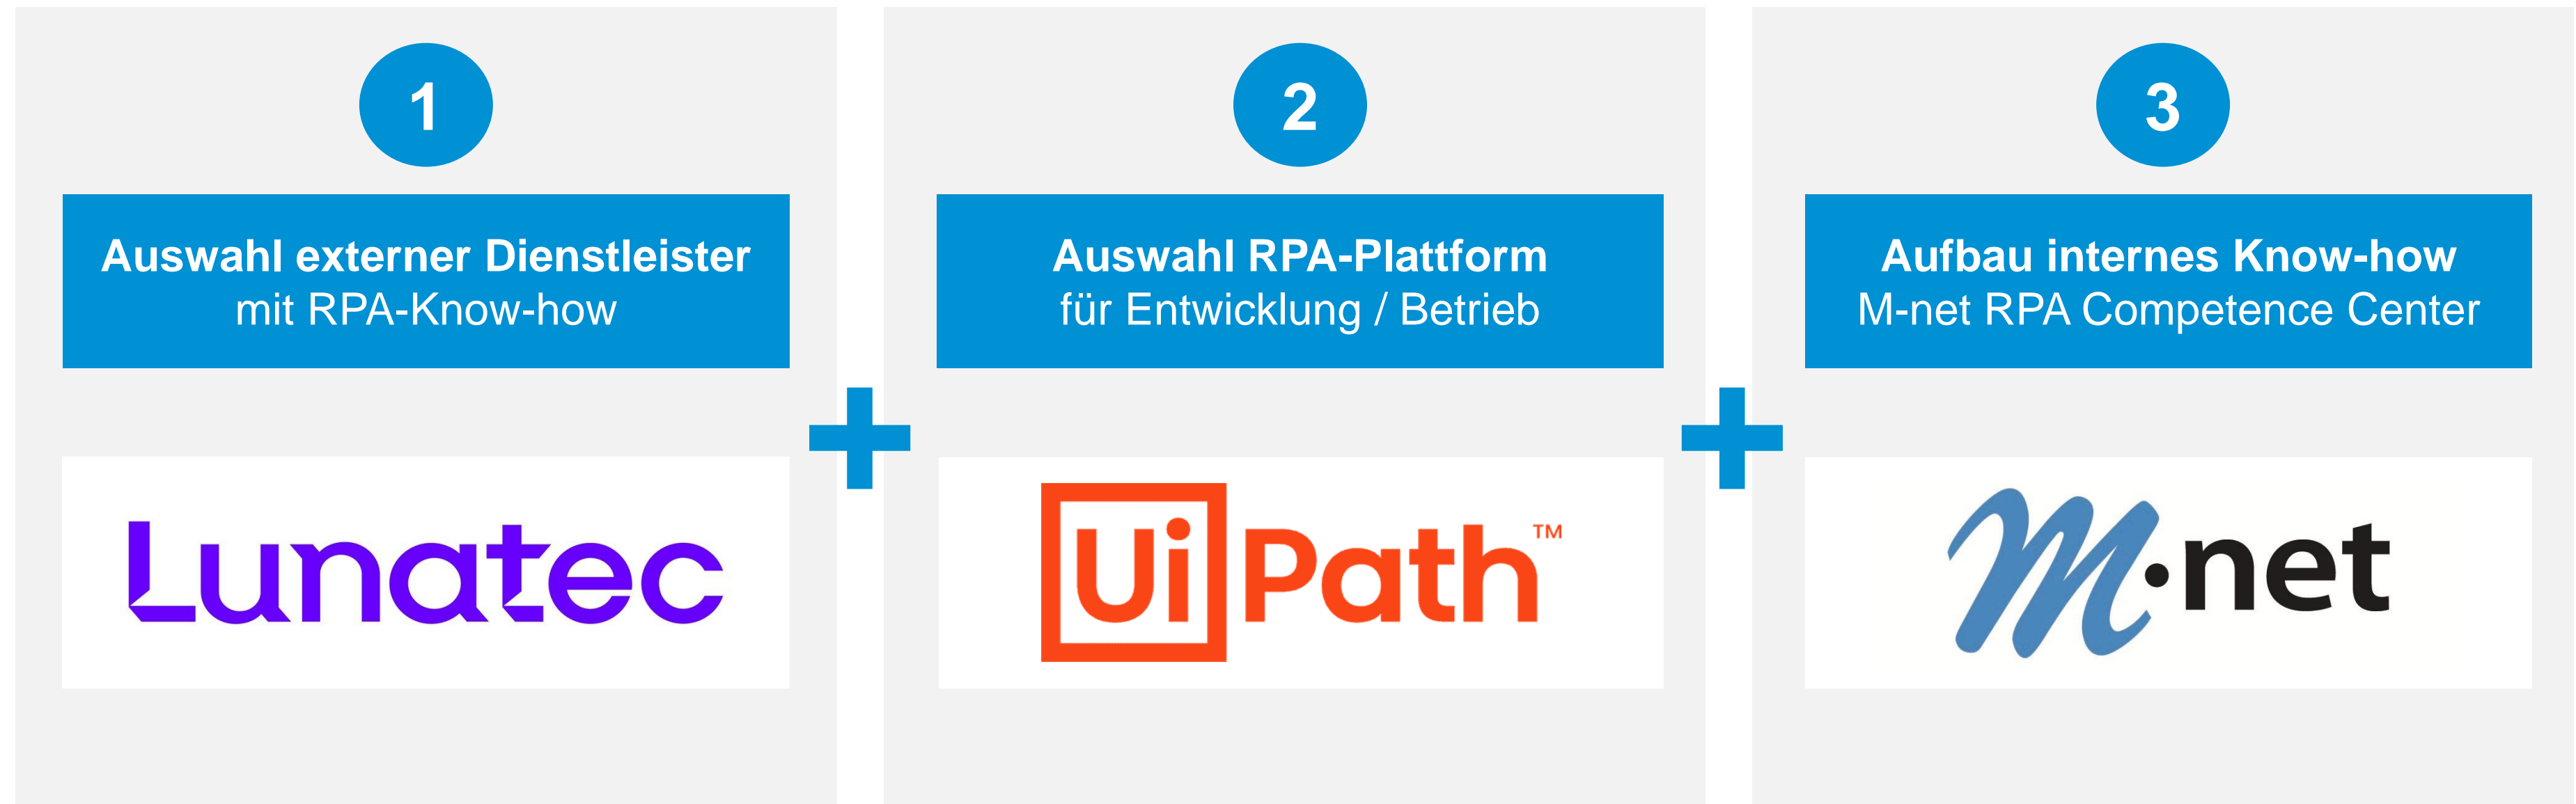 1
Auswahl externer Dienstleister
mit RPA-Know-how
Lunatec
2
Auswahl RPA-Plattform
für Entwicklung / Betrieb
UiPath™
3
Aufbau internes Know-how
M-net RPA Competence Center
M·net